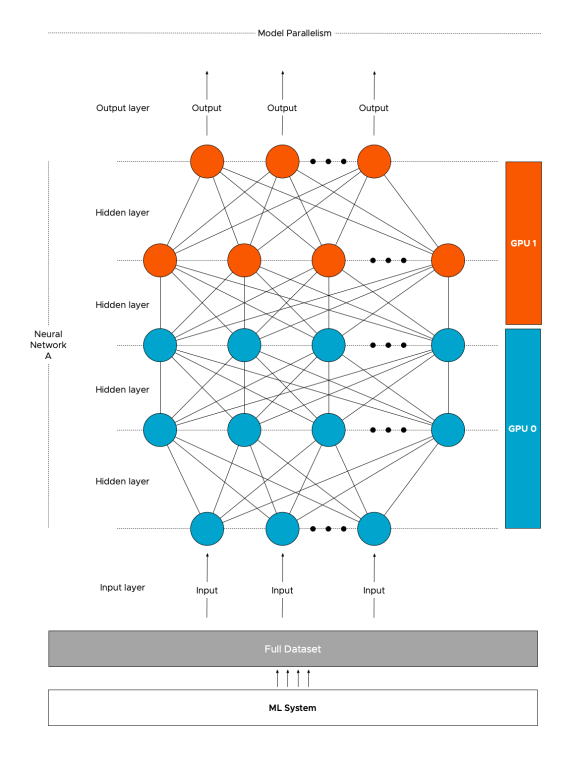 Model Parallelism
Output layer
Output
Output
Output
Hidden layer
GPU 1
Hidden layer
Neural
Network
A
Hidden layer
GPU 0
Hidden layer
Input layer
Input
Input
Input
Full Dataset
ML System